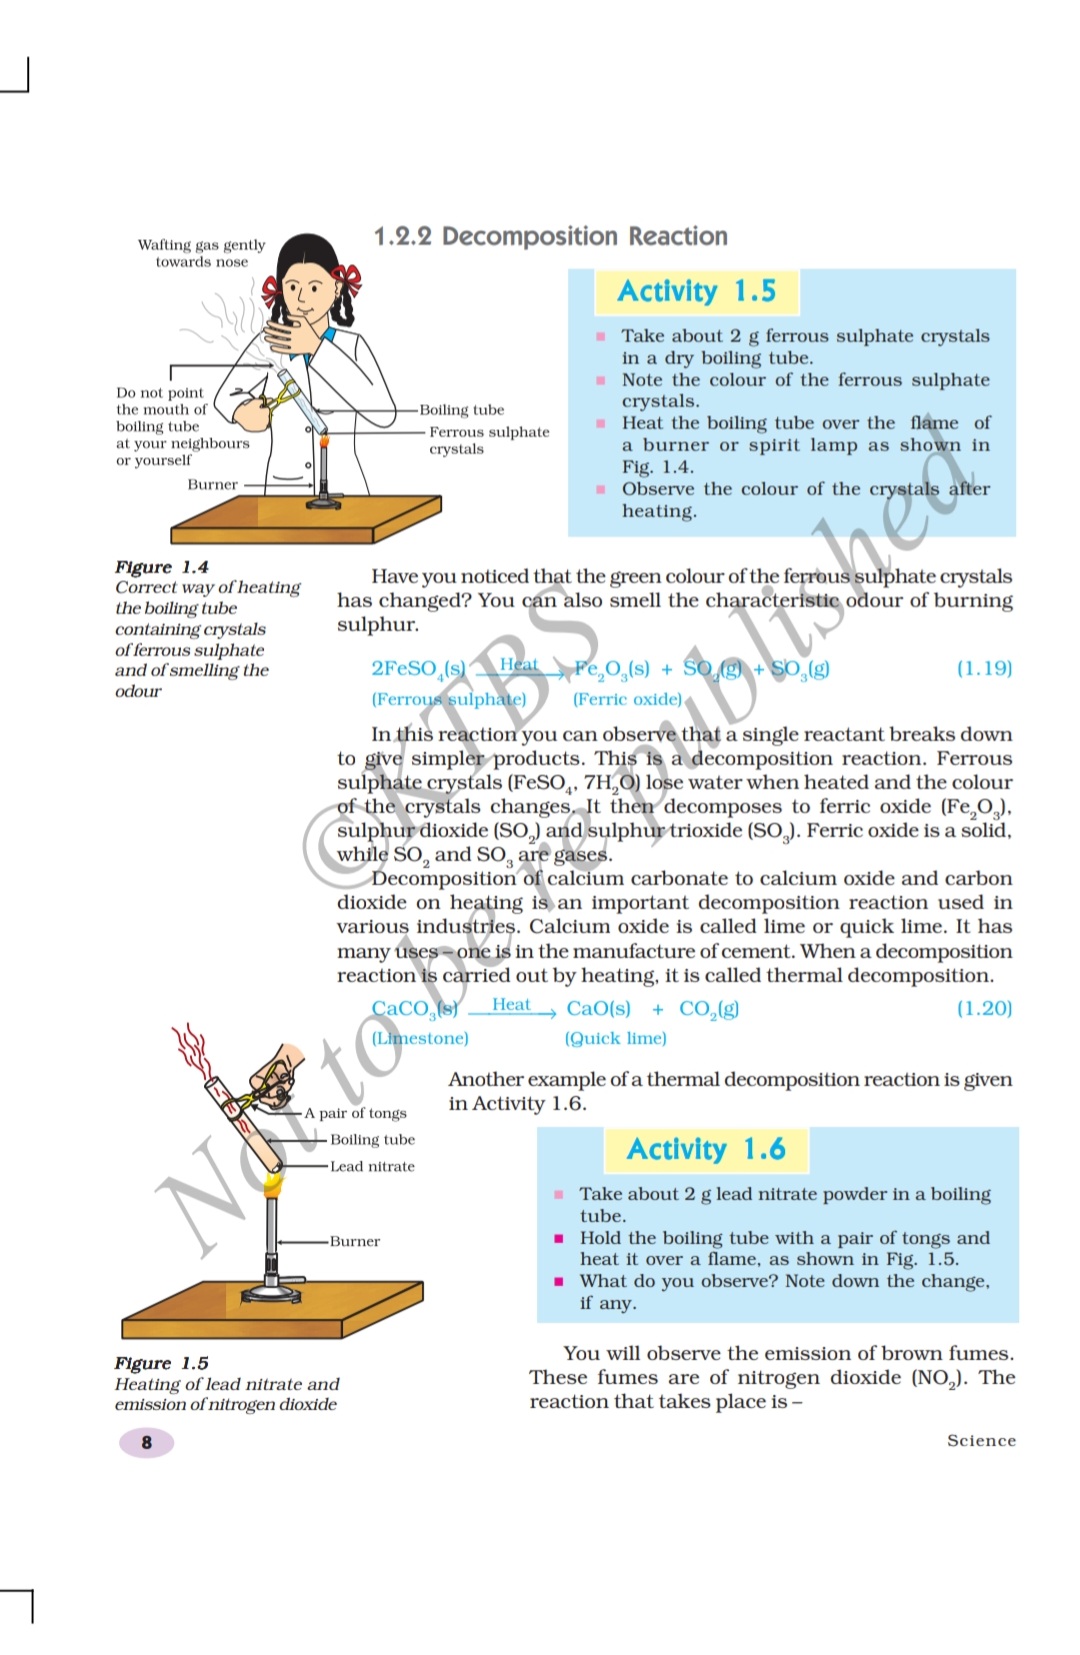 1.2.2 Decomposition Reaction
Wafting gas gently
towards nose
Do not point
the mouth of
boiling tube
at your neighbours
or yourself
Burner
Boiling tube
Ferrous sulphate
crystals
Figure 1.4
Correct way of heating
the boiling tube
containing crystals
of ferrous sulphate
and of smelling the
odour
Activity 1.5
Take about 2 g ferrous sulphate crystals
in a dry boiling tube.
Note the colour of the ferrous sulphate
crystals.
Heat the boiling tube over the flame of
a burner or spirit lamp as shown in
Fig. 1.4.
Observe the colour of the crystals after
heating.
Have you noticed that the green colour of the ferrous sulphate crystals
has changed? You can also smell the characteristic odour of burning
sulphur.
2FeSO₄(s) Heat → Fe₂O₃(s) + SO₂(g) + SO₃(g) (1.19)
(Ferrous sulphate) (Ferric oxide)
In this reaction you can observe that a single reactant breaks down
to give simpler products. This is a decomposition reaction. Ferrous
sulphate crystals (FeSO₄, 7H₂O) lose water when heated and the colour
of the crystals changes. It then decomposes to ferric oxide (Fe₂O₃),
sulphur dioxide (SO₂) and sulphur trioxide (SO₃). Ferric oxide is a solid,
while SO₂ and SO₃ are gases.
Decomposition of calcium carbonate to calcium oxide and carbon
dioxide on heating is an important decomposition reaction used in
various industries. Calcium oxide is called lime or quick lime. It has
many uses – one is in the manufacture of cement. When a decomposition
reaction is carried out by heating, it is called thermal decomposition.
CaCO₃(s) Heat → CaO(s) + CO₂(g) (1.20)
(Limestone) (Quick lime)
Another example of a thermal decomposition reaction is given
in Activity 1.6.
A pair of tongs
Boiling tube
Lead nitrate
Burner
Figure 1.5
Heating of lead nitrate and
emission of nitrogen dioxide
Activity 1.6
Take about 2 g lead nitrate powder in a boiling
tube.
Hold the boiling tube with a pair of tongs and
heat it over a flame, as shown in Fig. 1.5.
What do you observe? Note down the change,
if any.
You will observe the emission of brown fumes.
These fumes are of nitrogen dioxide (NO₂). The
reaction that takes place is –
8
Science
©KTBS
Not to be republished